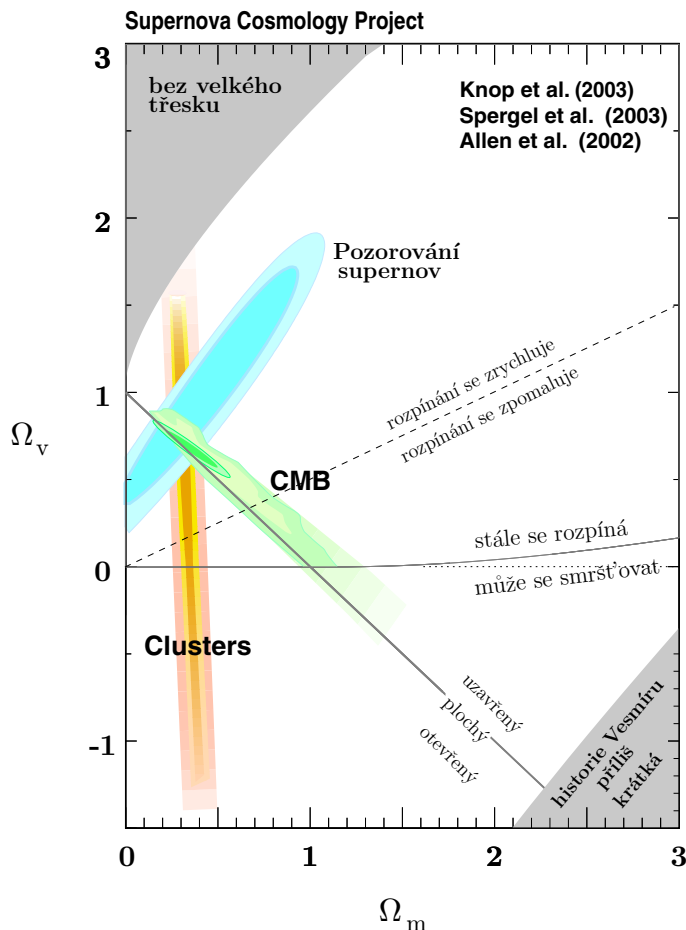 Supernova Cosmology Project
3
bez velkého
třesku
Knop et al. (2003)
Spergel et al. (2003)
Allen et al. (2002)
2
Pozorování
supernov
rozpínání se zrychluje
rozpínání se zpomaluje
1
Ωv
CMB
stále se rozpíná
0
může se smršťovat
Clusters
uzavřený
plochý
otevřený
-1
historie Vesmíru
příliš
krátká
0 1 2 3
Ωm